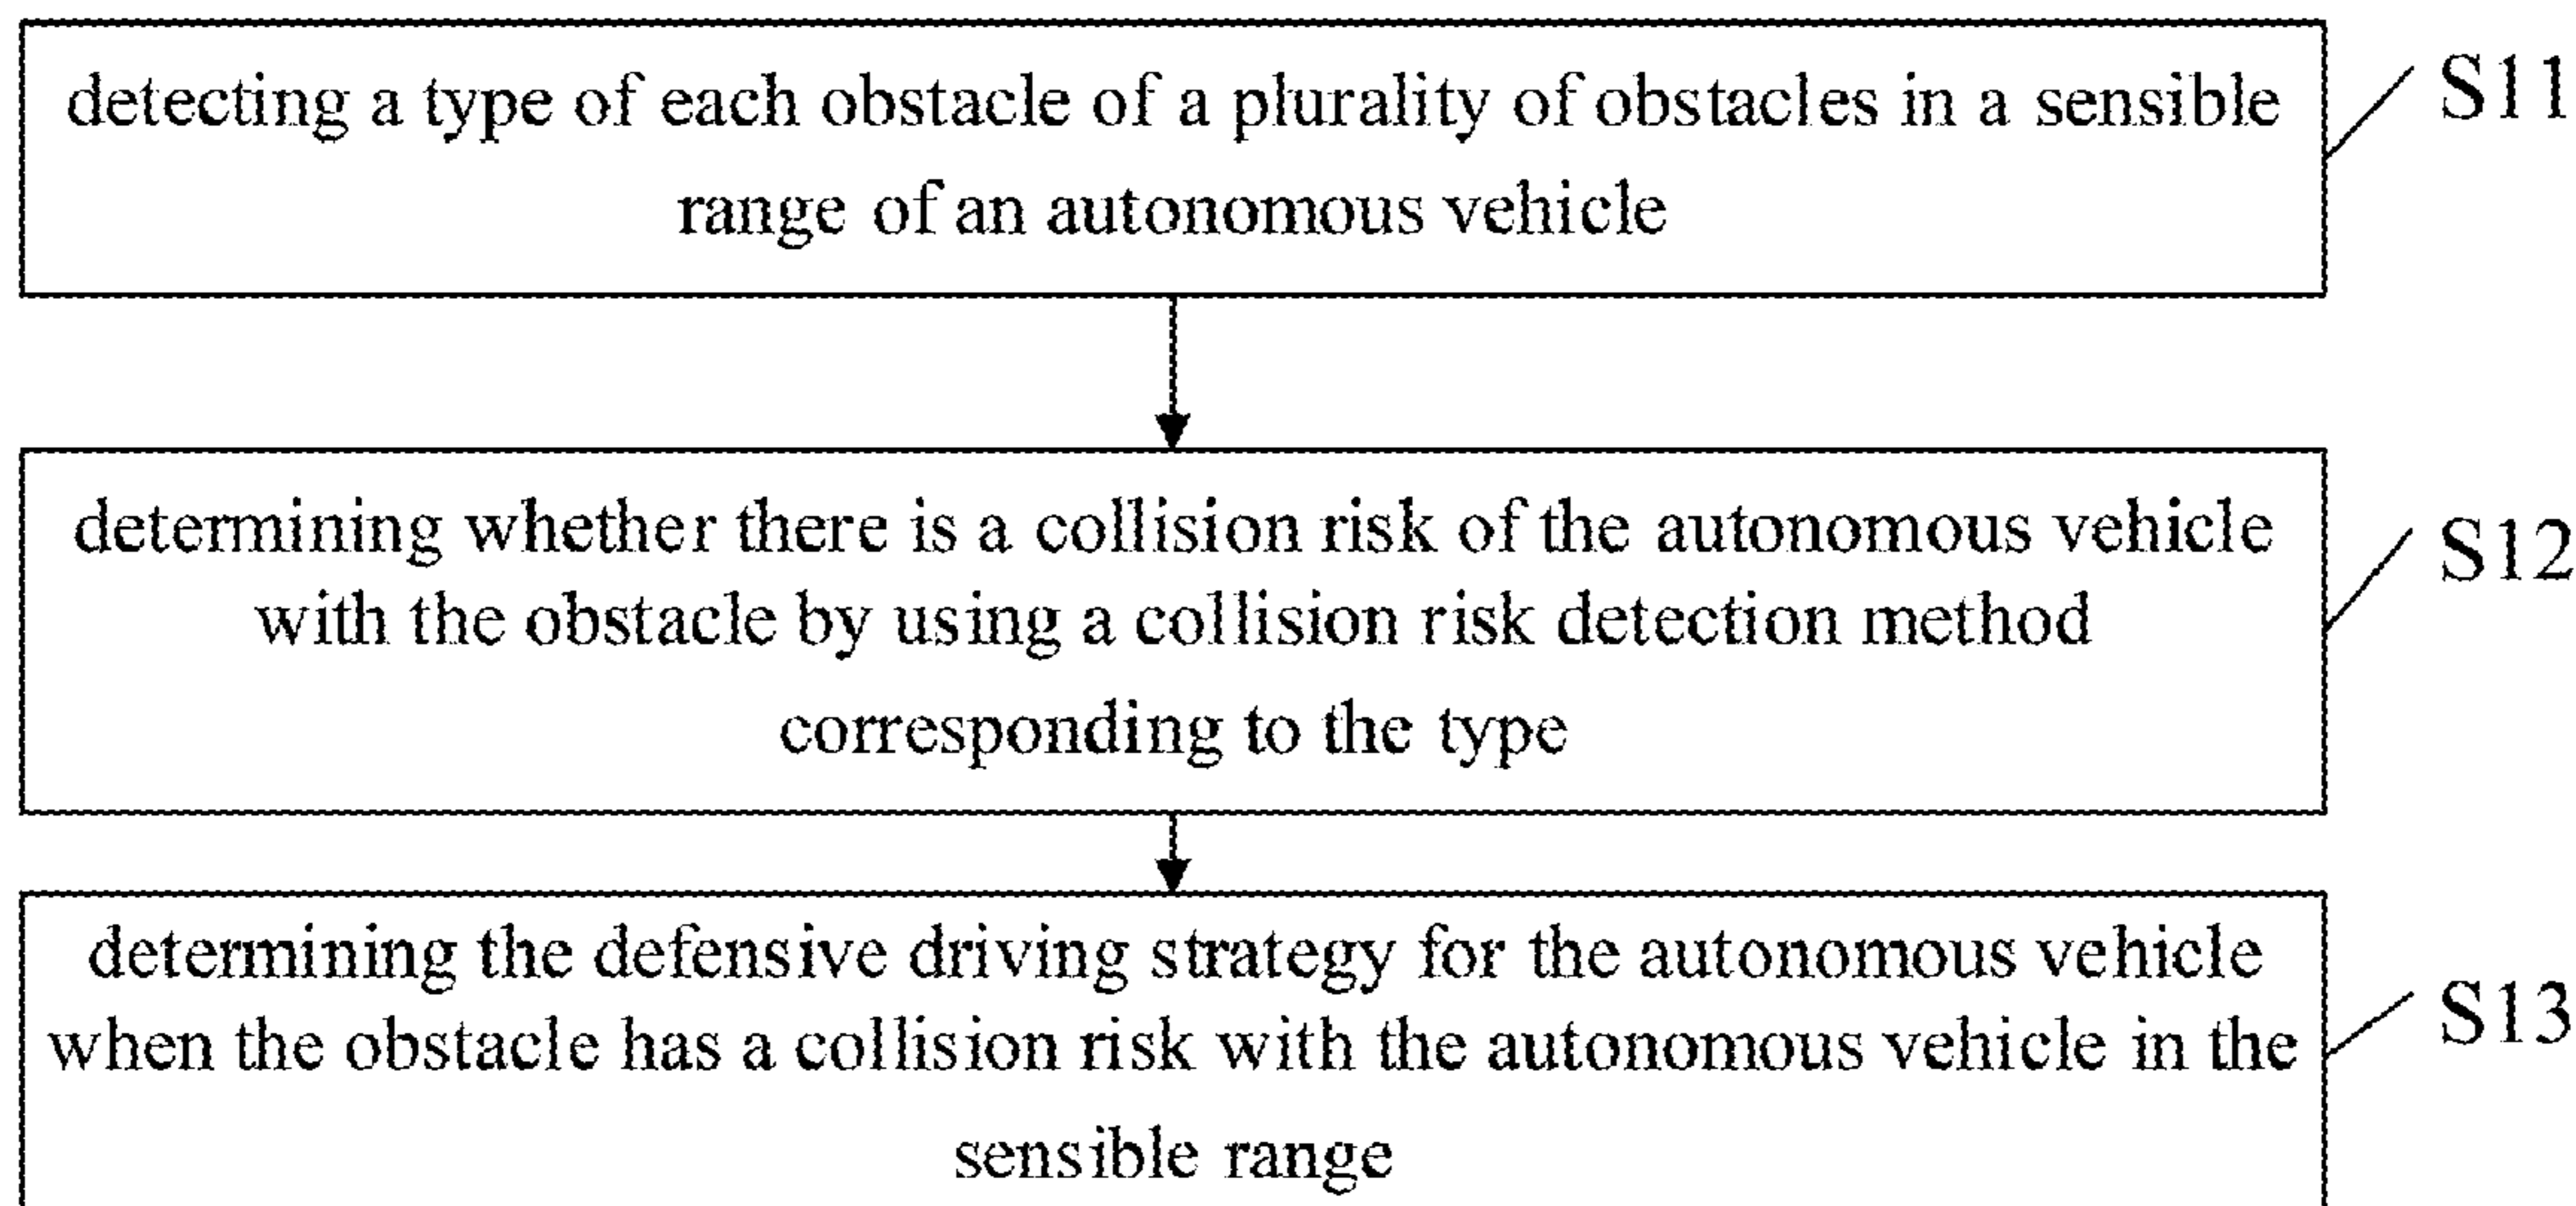 detecting a type of each obstacle of a plurality of obstacles in a sensible
range of an autonomous vehicle
S11
determining whether there is a collision risk of the autonomous vehicle
with the obstacle by using a collision risk detection method
corresponding to the type
S12
determining the defensive driving strategy for the autonomous vehicle
when the obstacle has a collision risk with the autonomous vehicle in the
sensible range
S13